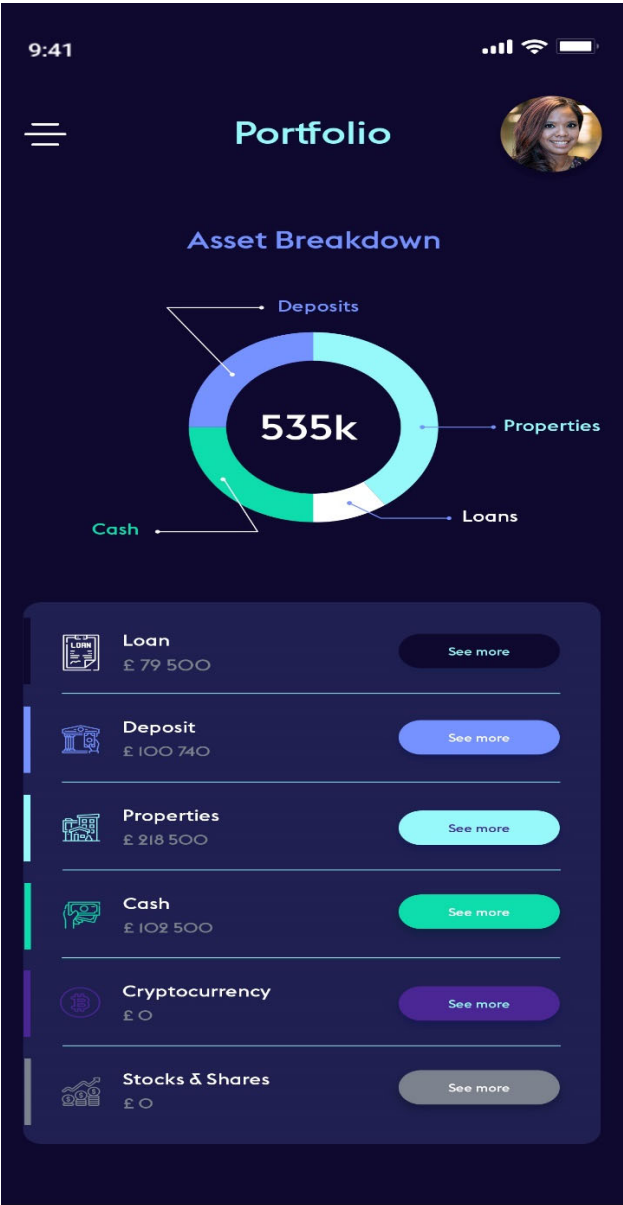 9:41
Portfolio
Asset Breakdown
Deposits
535k
Properties
Loans
Cash
LOAN
Loan
£ 79 500
See more
Deposit
£ 100 740
See more
Properties
£ 218 500
See more
Cash
£ 102 500
See more
Cryptocurrency
£ 0
See more
Stocks & Shares
£ 0
See more